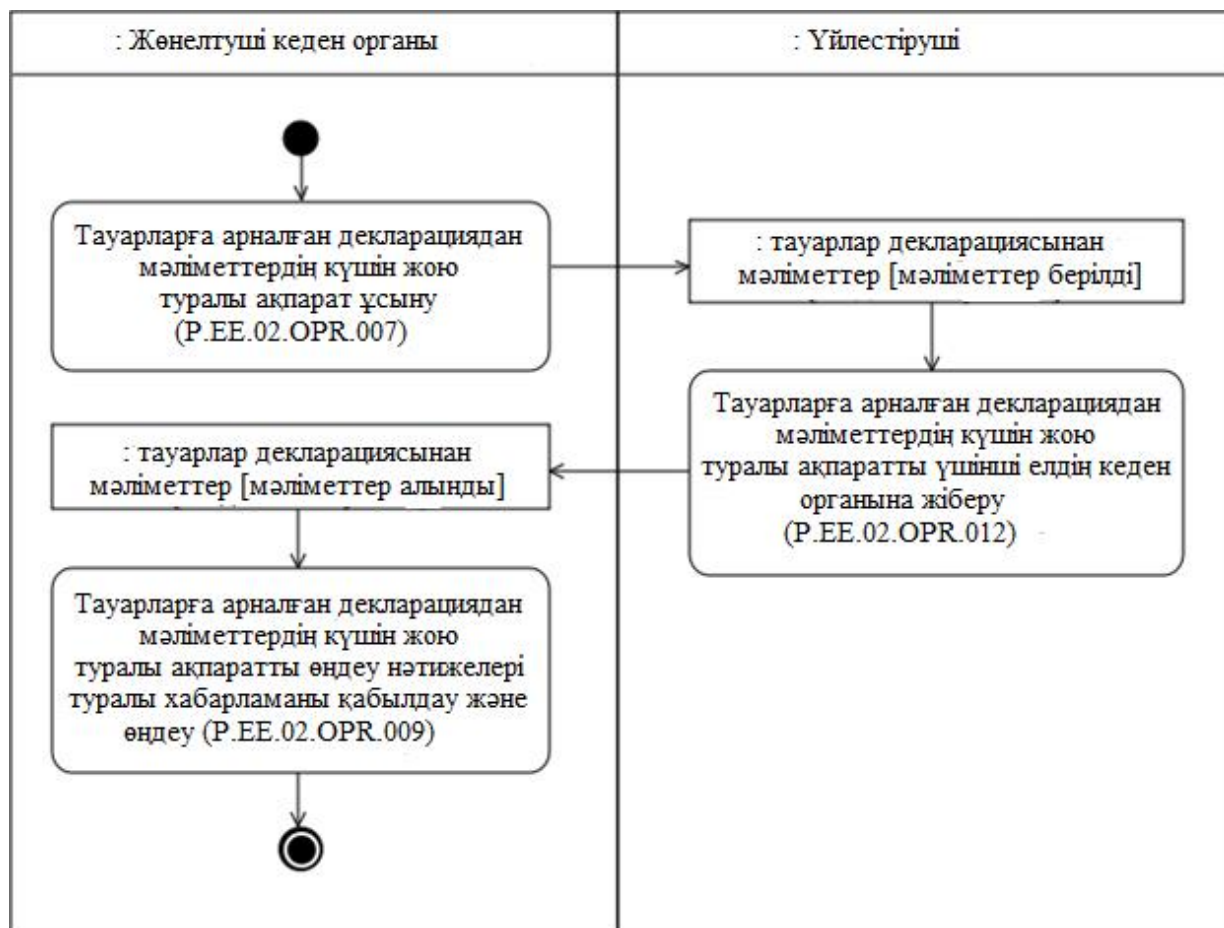 : Жөнелтуші кеден органы
: Үйлестіруші
Тауарларға арналған декларациядан
мәліметтердің күшін жою
туралы ақпарат ұсыну
(P.EE.02.OPR.007)
: тауарлар декларациясынан
мәліметтер [мәліметтер берілді]
Тауарларға арналған декларациядан
мәліметтердің күшін жою
туралы ақпаратты үшінші елдің кеден
органына жіберу
(P.EE.02.OPR.012)
: тауарлар декларациясынан
мәліметтер [мәліметтер алынды]
Тауарларға арналған декларациядан
мәліметтердің күшін жою
туралы ақпаратты өңдеу нәтижелері
туралы хабарламаны қабылдау және
өңдеу (P.EE.02.OPR.009)